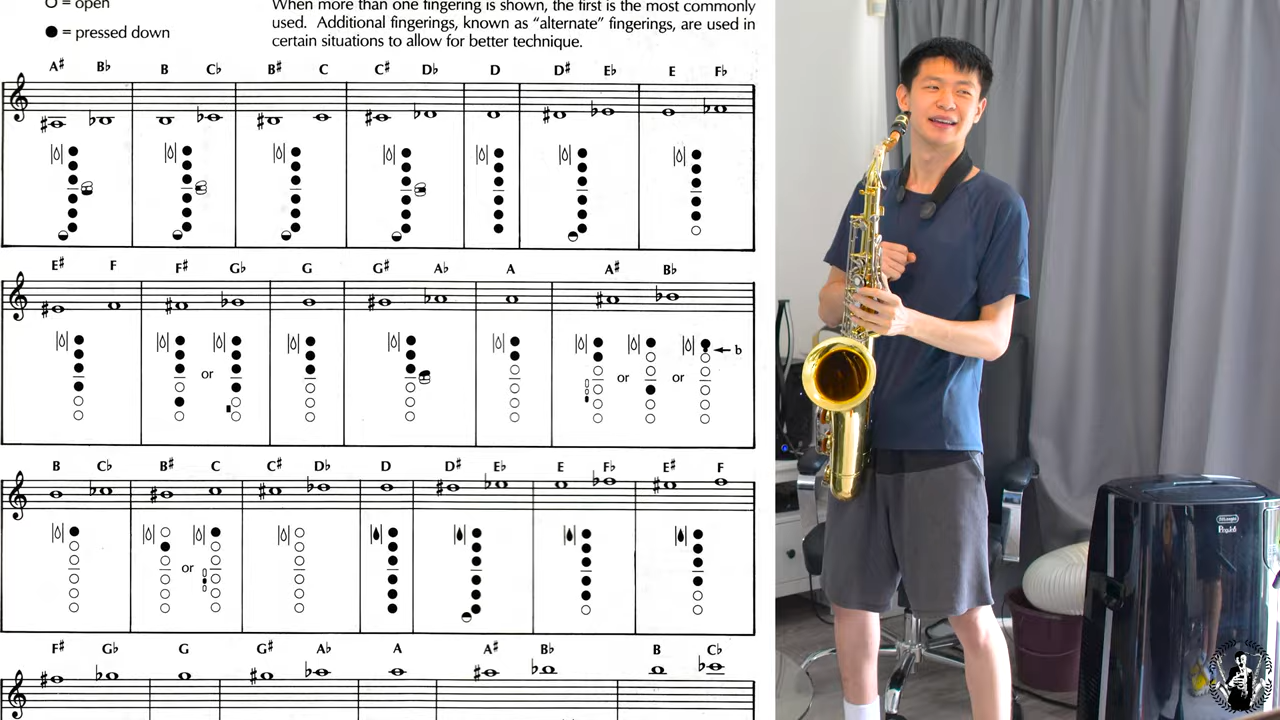 = open
= pressed down
When more than one fingering is shown, the first is the most commonly
used. Additional fingerings, known as “alternate” fingerings, are used in
certain situations to allow for better technique.
A♯ B♭ B C♭ B♯ C C♯ D♭ D D♯ E♭ E F♭
E♯ F F♯ G♭ G G♯ A♭ A A♯ B♭
or or or b
B C♭ B♯ C C♯ D♭ D D♯ E♭ E F♭ E♯ F
or
F♯ G♭ G G♯ A♭ A A♯ B♭ B C♭
DeLonghi
Pinguino